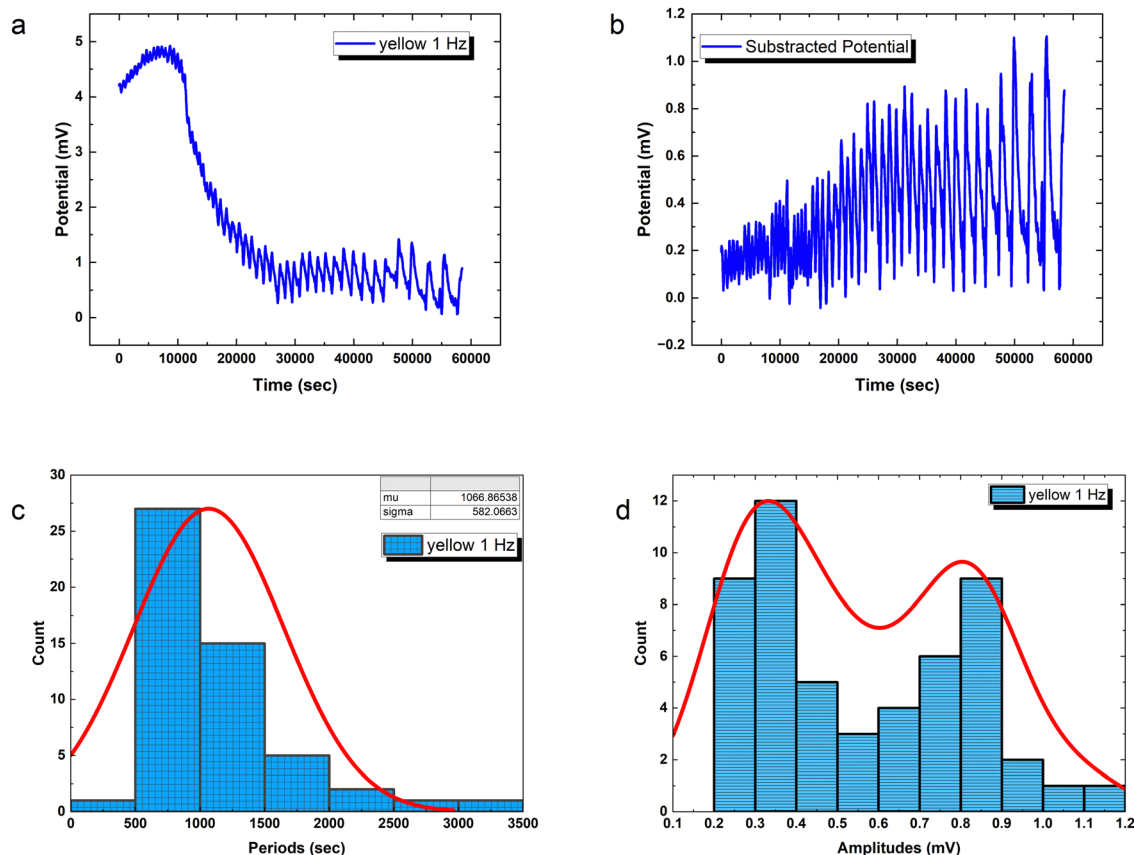 a
yellow 1 Hz
5
4
3
2
1
0
Potential (mV)
0 10000 20000 30000 40000 50000 60000
Time (sec)
b
Substracted Potential
1.2
1.0
0.8
0.6
0.4
0.2
0.0
−0.2
Potential (mV)
0 10000 20000 30000 40000 50000 60000
Time (sec)
c
mu 1066.86538
sigma 582.0663
yellow 1 Hz
30
25
20
15
10
5
0
Count
0 500 1000 1500 2000 2500 3000 3500
Periods (sec)
d
yellow 1 Hz
12
10
8
6
4
2
0
Count
0.1 0.2 0.3 0.4 0.5 0.6 0.7 0.8 0.9 1.0 1.1 1.2
Amplitudes (mV)